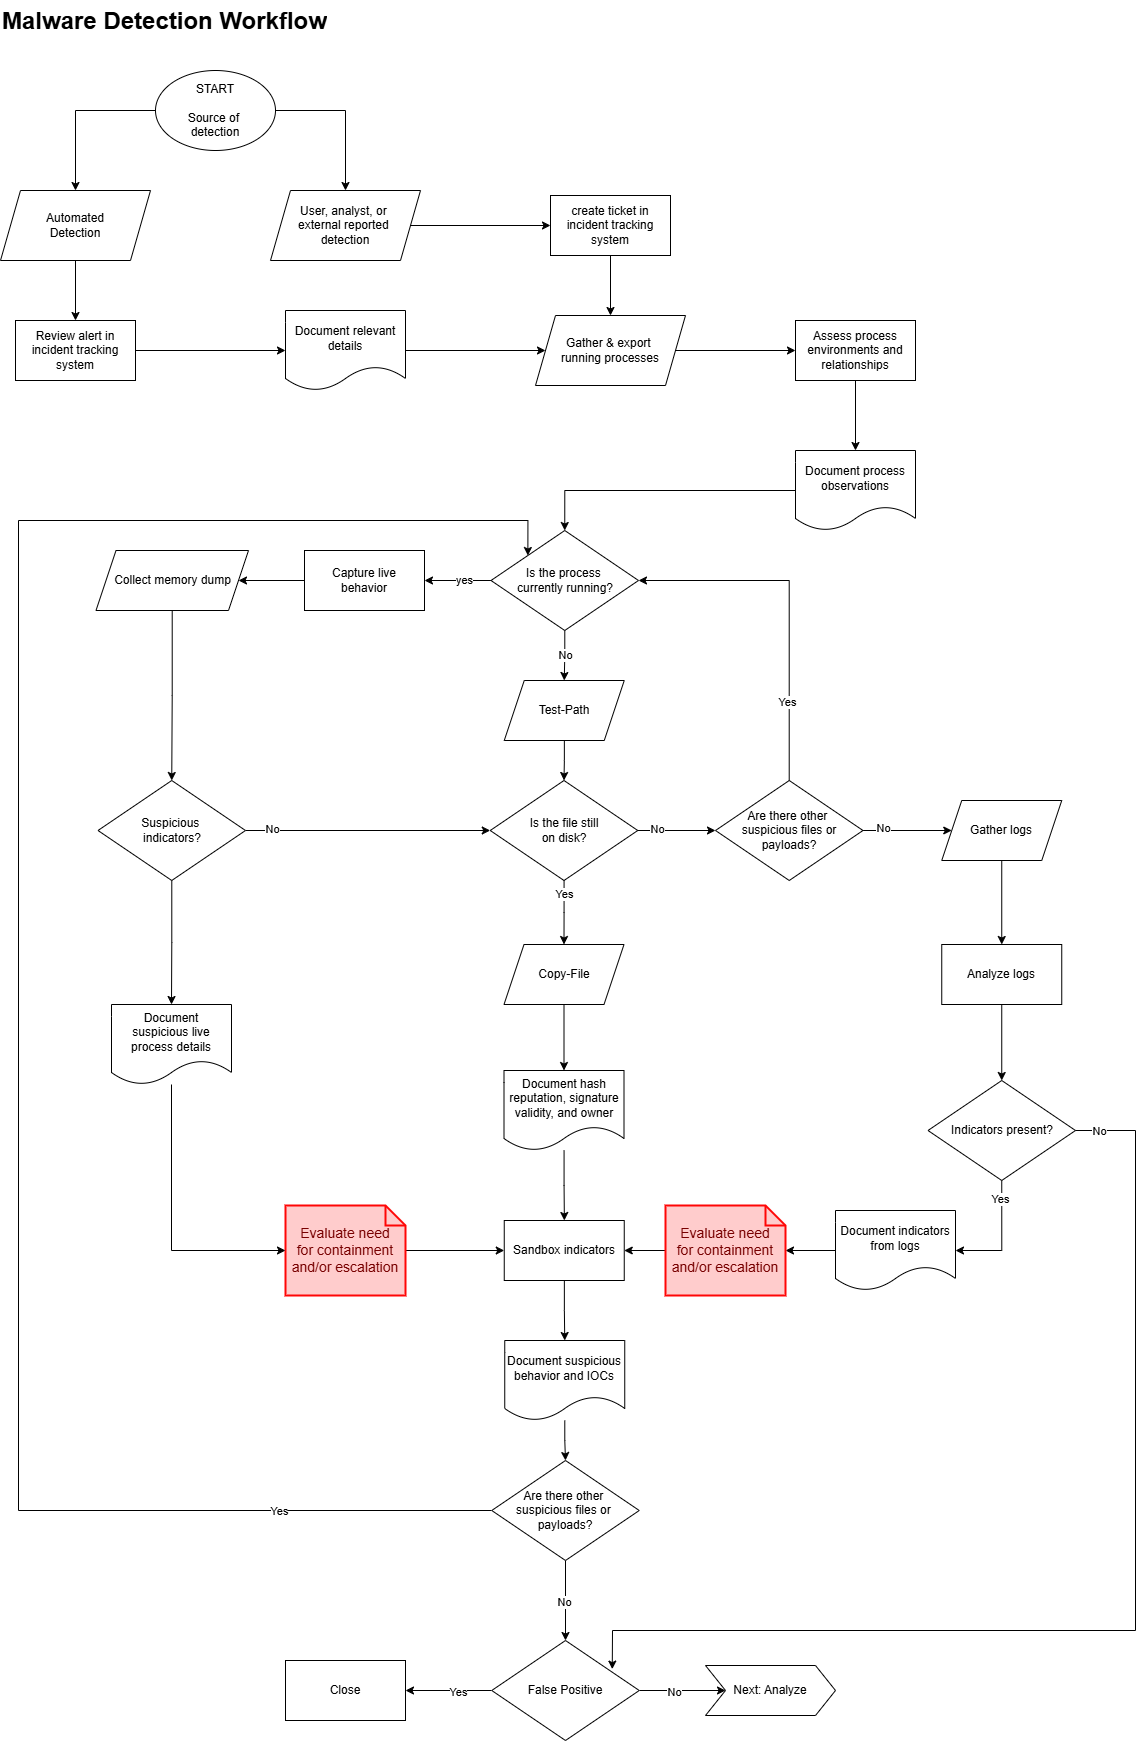 Malware Detection Workflow
START
Source of
detection
Automated
Detection
User, analyst, or
external reported
detection
create ticket in
incident tracking
system
Review alert in
incident tracking
system
Document relevant
details
Gather & export
running processes
Assess process
environments and
relationships
Document process
observations
Collect memory dump
Capture live
behavior
yes
Is the process
currently running?
No
Test-Path
Yes
Suspicious
indicators?
No
Is the file still
on disk?
No
Are there other
suspicious files or
payloads?
No
Gather logs
Yes
Copy-File
Analyze logs
Document
suspicious live
process details
Document hash
reputation, signature
validity, and owner
Indicators present?
No
Yes
Evaluate need
for containment
and/or escalation
Sandbox indicators
Evaluate need
for containment
and/or escalation
Document indicators
from logs
Document suspicious
behavior and IOCs
Yes
Are there other
suspicious files or
payloads?
No
Close
Yes
False Positive
No
Next: Analyze